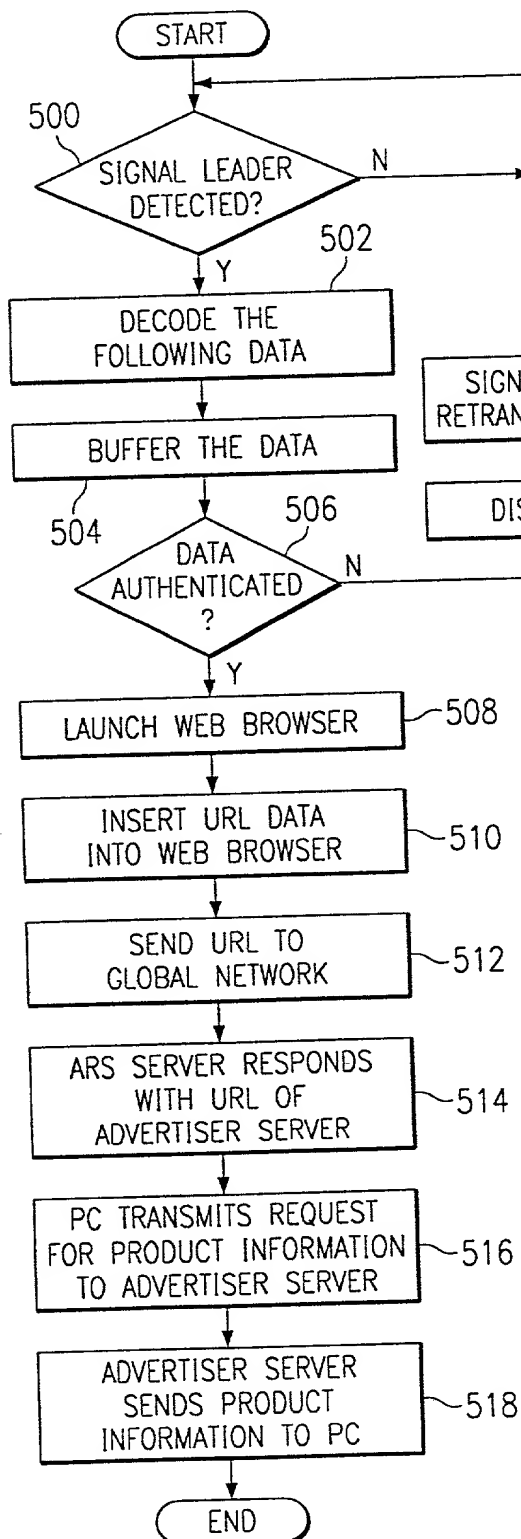 START
500
SIGNAL LEADER
DETECTED?
N
Y
502
DECODE THE
FOLLOWING DATA
BUFFER THE DATA
504
506
DATA
AUTHENTICATED
?
N
Y
LAUNCH WEB BROWSER
508
INSERT URL DATA
INTO WEB BROWSER
510
SEND URL TO
GLOBAL NETWORK
512
ARS SERVER RESPONDS
WITH URL OF
ADVERTISER SERVER
514
PC TRANSMITS REQUEST
FOR PRODUCT INFORMATION
TO ADVERTISER SERVER
516
ADVERTISER SERVER
SENDS PRODUCT
INFORMATION TO PC
518
END
SIGN
RETRAN
DIS